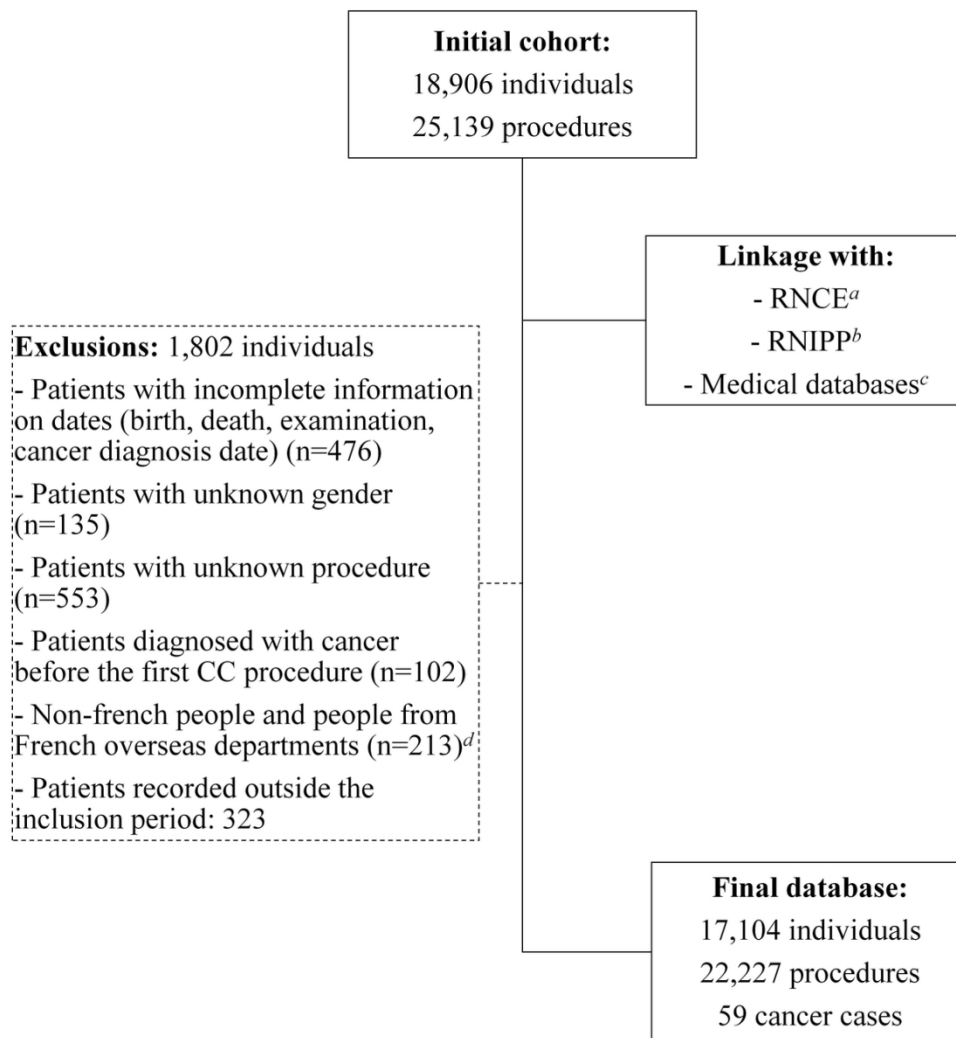 Initial cohort:
18,906 individuals
25,139 procedures
Linkage with:
- RNCEa
- RNIPPb
- Medical databasesc
Exclusions: 1,802 individuals
- Patients with incomplete information
on dates (birth, death, examination,
cancer diagnosis date) (n=476)
- Patients with unknown gender
(n=135)
- Patients with unknown procedure
(n=553)
- Patients diagnosed with cancer
before the first CC procedure (n=102)
- Non-french people and people from
French overseas departments (n=213)d
- Patients recorded outside the
inclusion period: 323
Final database:
17,104 individuals
22,227 procedures
59 cancer cases